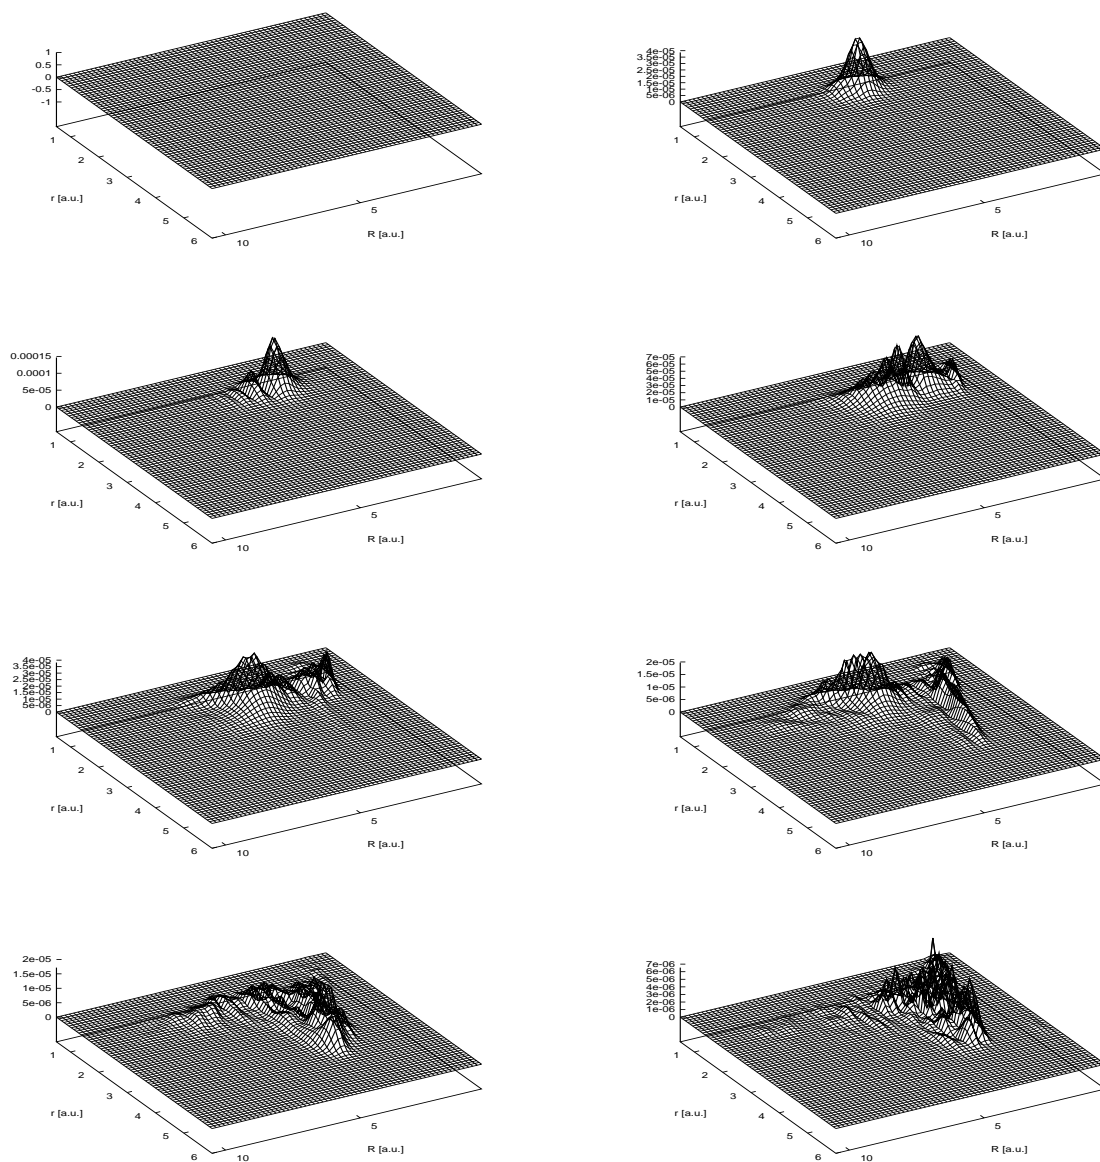 1
0.5
0
-0.5
-1
1
2
3
4
5
6
r [a.u.]
10
5
R [a.u.]
4e-05
3.5e-05
3e-05
2.5e-05
2e-05
1.5e-05
1e-05
5e-06
0
1
2
3
4
5
6
r [a.u.]
10
5
R [a.u.]
0.00015
0.0001
5e-05
0
1
2
3
4
5
6
r [a.u.]
10
5
R [a.u.]
7e-05
6e-05
5e-05
4e-05
3e-05
2e-05
1e-05
0
1
2
3
4
5
6
r [a.u.]
10
5
R [a.u.]
4e-05
3.5e-05
3e-05
2.5e-05
2e-05
1.5e-05
1e-05
5e-06
0
1
2
3
4
5
6
r [a.u.]
10
5
R [a.u.]
2e-05
1.5e-05
1e-05
5e-06
0
1
2
3
4
5
6
r [a.u.]
10
5
R [a.u.]
2e-05
1.5e-05
1e-05
5e-06
0
1
2
3
4
5
6
r [a.u.]
10
5
R [a.u.]
7e-06
6e-06
5e-06
4e-06
3e-06
2e-06
1e-06
0
1
2
3
4
5
6
r [a.u.]
10
5
R [a.u.]